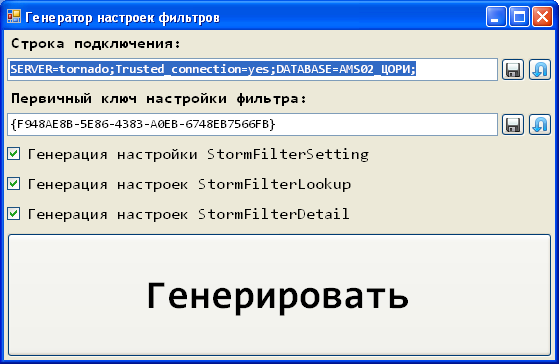 Генератор настроек фильтров
Строка подключения:
SERVER=tornado;Trusted_connection=yes;DATABASE=AMS02_ЦОРИ;
Первичный ключ настройки фильтра:
{F948AE8B-5E86-4383-A0EB-6748EB7566FB}
Генерация настройки StormFilterSetting
Генерация настроек StormFilterLookup
Генерация настроек StormFilterDetail
Генерировать